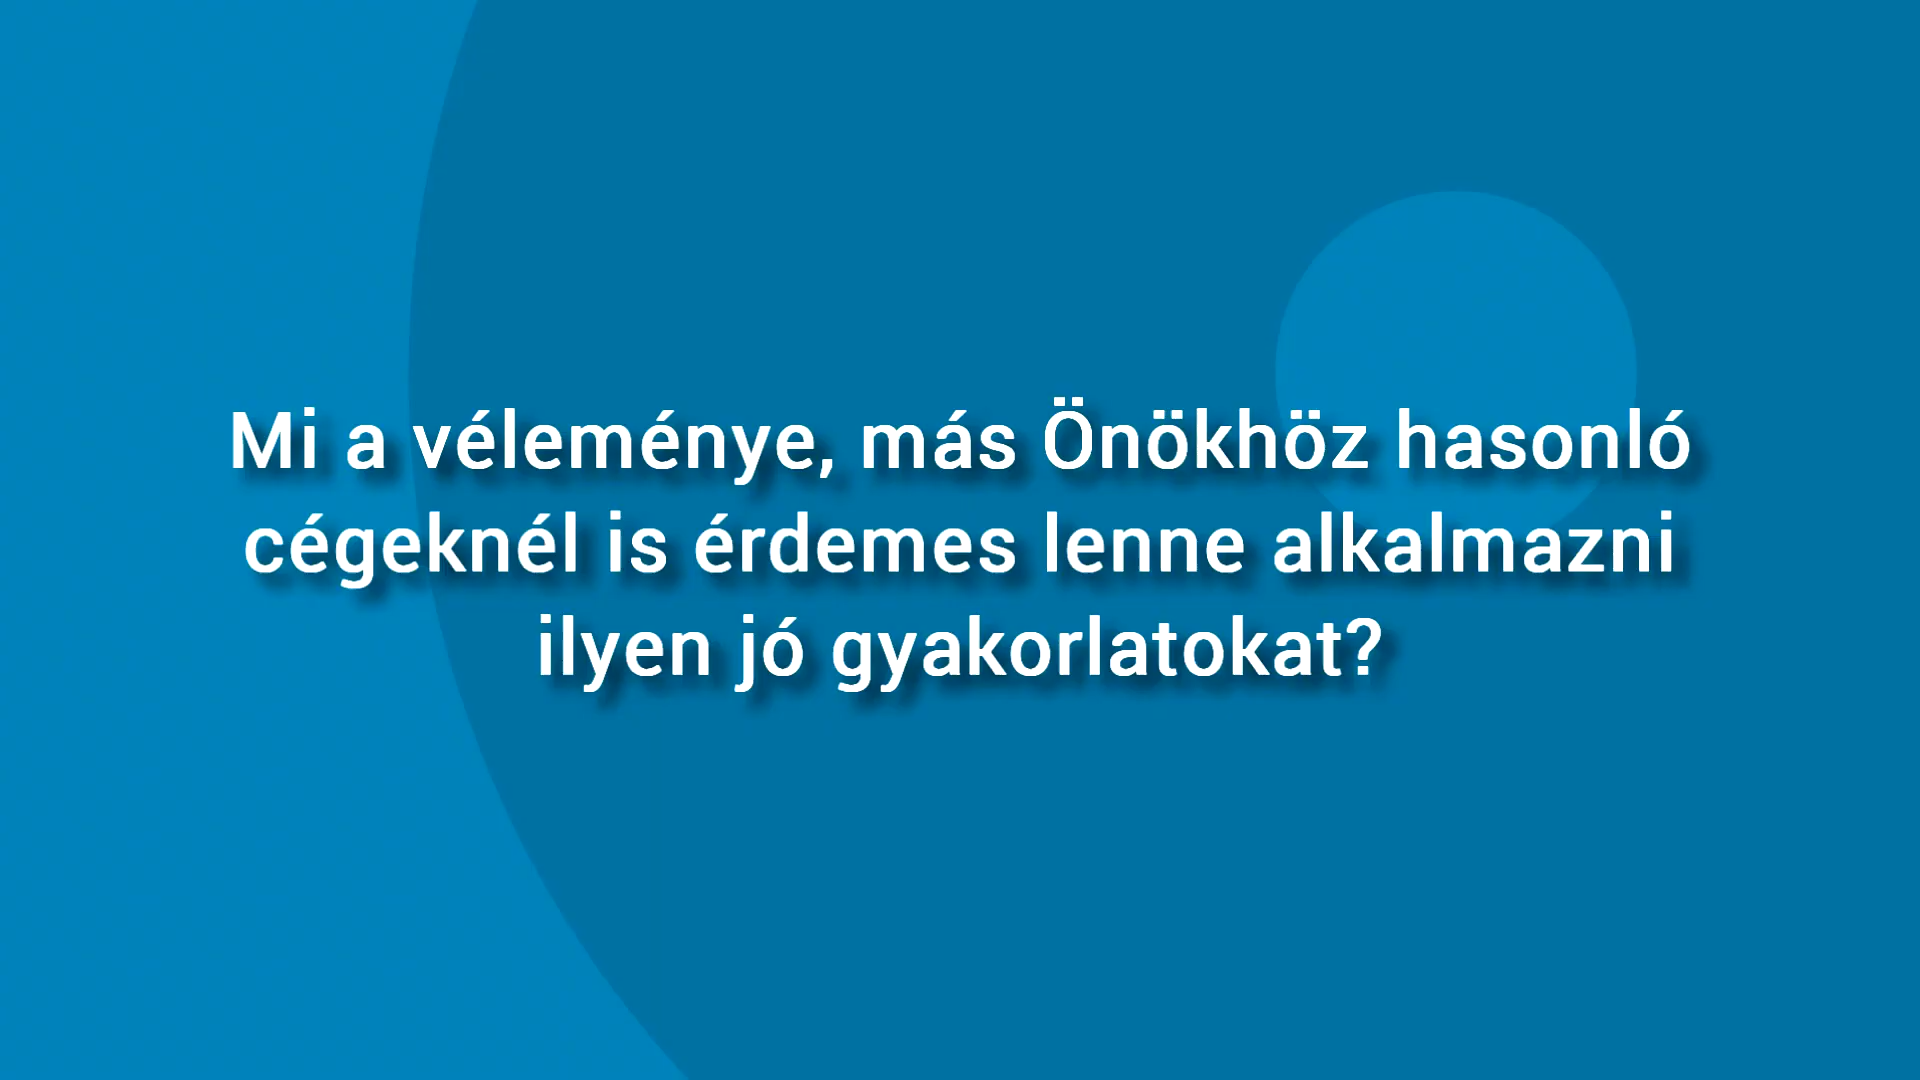 Mi a véleménye, más Önökhöz hasonló
cégeknél is érdemes lenne alkalmazni
ilyen jó gyakorlatokat?